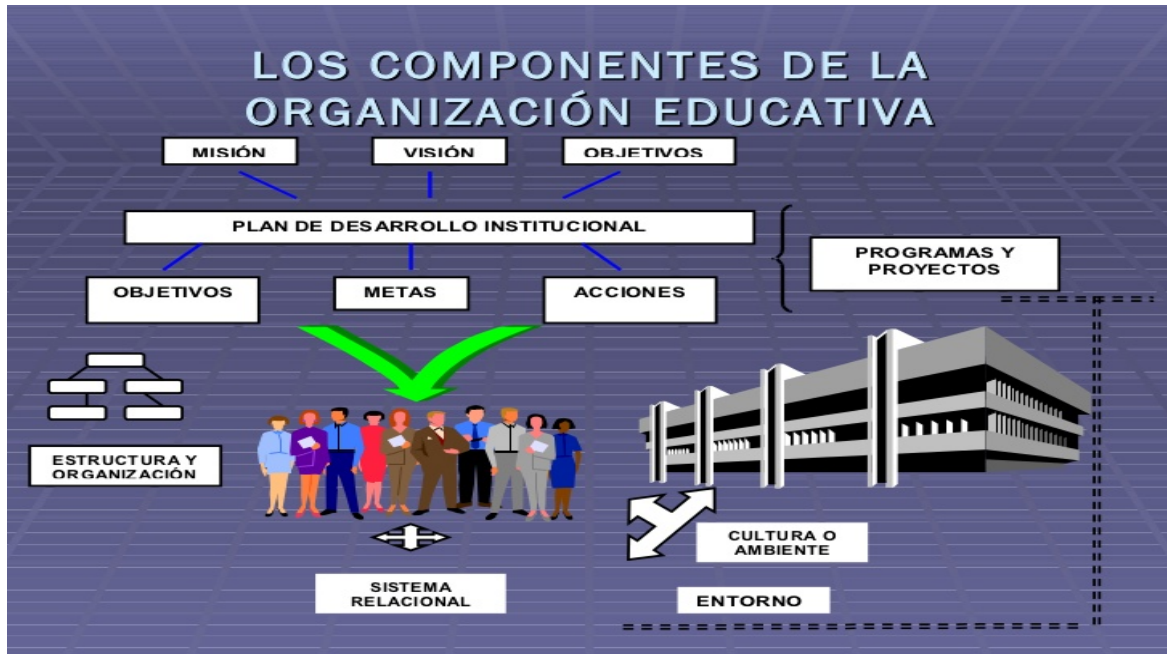 LOS COMPONENTES DE LA
ORGANIZACIÓN EDUCATIVA
MISIÓN
VISIÓN
OBJETIVOS
PLAN DE DESARROLLO INSTITUCIONAL
PROGRAMAS Y
PROYECTOS
OBJETIVOS
METAS
ACCIONES
ESTRUCTURA Y
ORGANIZACIÓN
CULTURA O
AMBIENTE
SISTEMA
RELACIONAL
ENTORNO